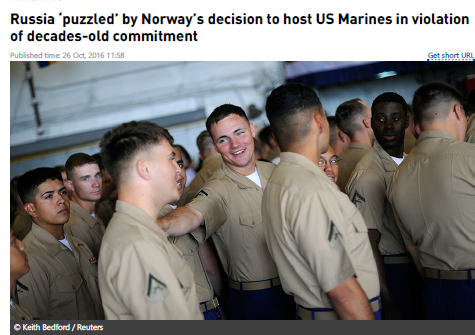 Russia ‘puzzled’ by Norway’s decision to host US Marines in violation
of decades-old commitment
Published time: 26 Oct, 2016 11:58
Get short URL
© Keith Bedford / Reuters